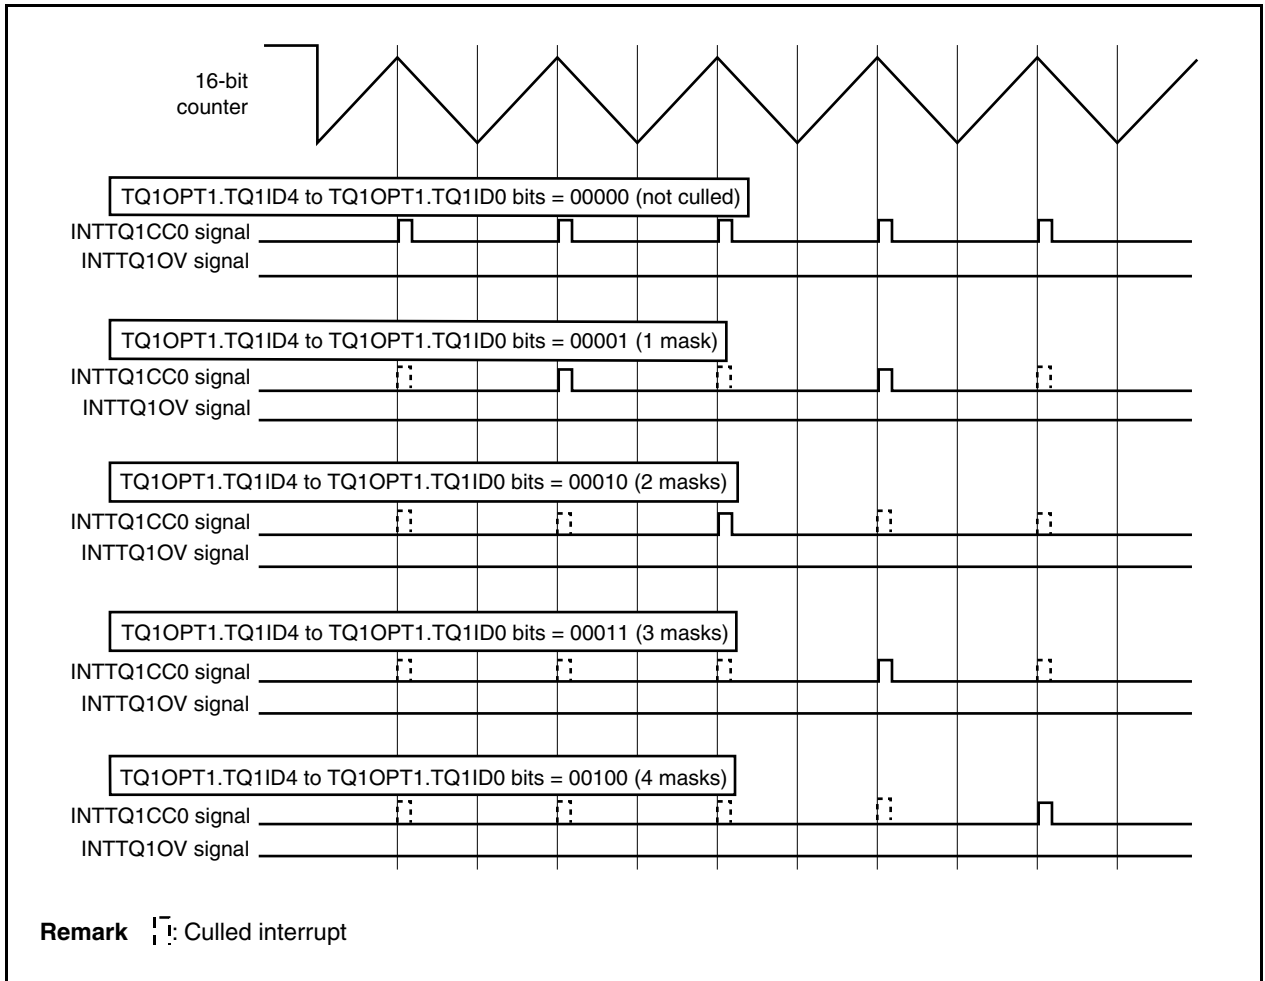 16-bit
counter
TQ1OPT1.TQ1ID4 to TQ1OPT1.TQ1ID0 bits = 00000 (not culled)
INTTQ1CC0 signal
INTTQ1OV signal
TQ1OPT1.TQ1ID4 to TQ1OPT1.TQ1ID0 bits = 00001 (1 mask)
INTTQ1CC0 signal
INTTQ1OV signal
TQ1OPT1.TQ1ID4 to TQ1OPT1.TQ1ID0 bits = 00010 (2 masks)
INTTQ1CC0 signal
INTTQ1OV signal
TQ1OPT1.TQ1ID4 to TQ1OPT1.TQ1ID0 bits = 00011 (3 masks)
INTTQ1CC0 signal
INTTQ1OV signal
TQ1OPT1.TQ1ID4 to TQ1OPT1.TQ1ID0 bits = 00100 (4 masks)
INTTQ1CC0 signal
INTTQ1OV signal
Remark : Culled interrupt